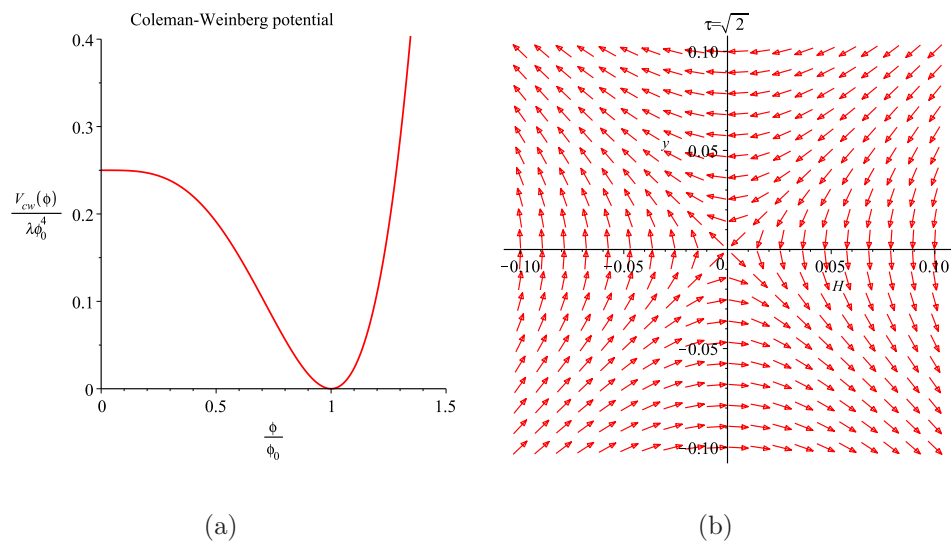 Coleman-Weinberg potential
0.4
0.3
V_cw(ϕ)
λϕ_0^4
0.2
0.1
0
0 0.5 1 1.5
ϕ
ϕ_0
(a)
τ=√2
0.10
y
0.05
−0.10 −0.05 0. 0.05 0.10
H
−0.05
−0.10
(b)